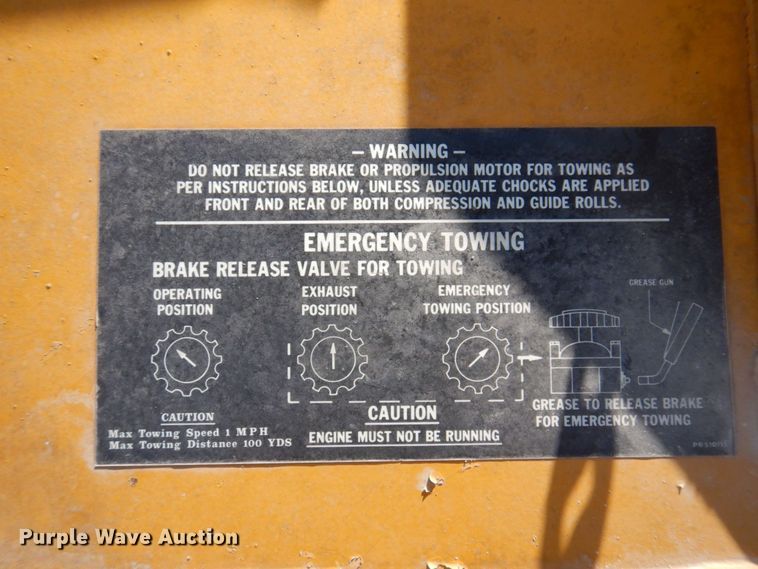 – WARNING –
DO NOT RELEASE BRAKE OR PROPULSION MOTOR FOR TOWING AS
PER INSTRUCTIONS BELOW, UNLESS ADEQUATE CHOCKS ARE APPLIED
FRONT AND REAR OF BOTH COMPRESSION AND GUIDE ROLLS.
EMERGENCY TOWING
BRAKE RELEASE VALVE FOR TOWING
OPERATING
POSITION
EXHAUST
POSITION
EMERGENCY
TOWING POSITION
GREASE GUN
CAUTION
Max Towing Speed 1 MPH
Max Towing Distance 100 YDS
CAUTION
ENGINE MUST NOT BE RUNNING
GREASE TO RELEASE BRAKE
FOR EMERGENCY TOWING
Purple Wave Auction